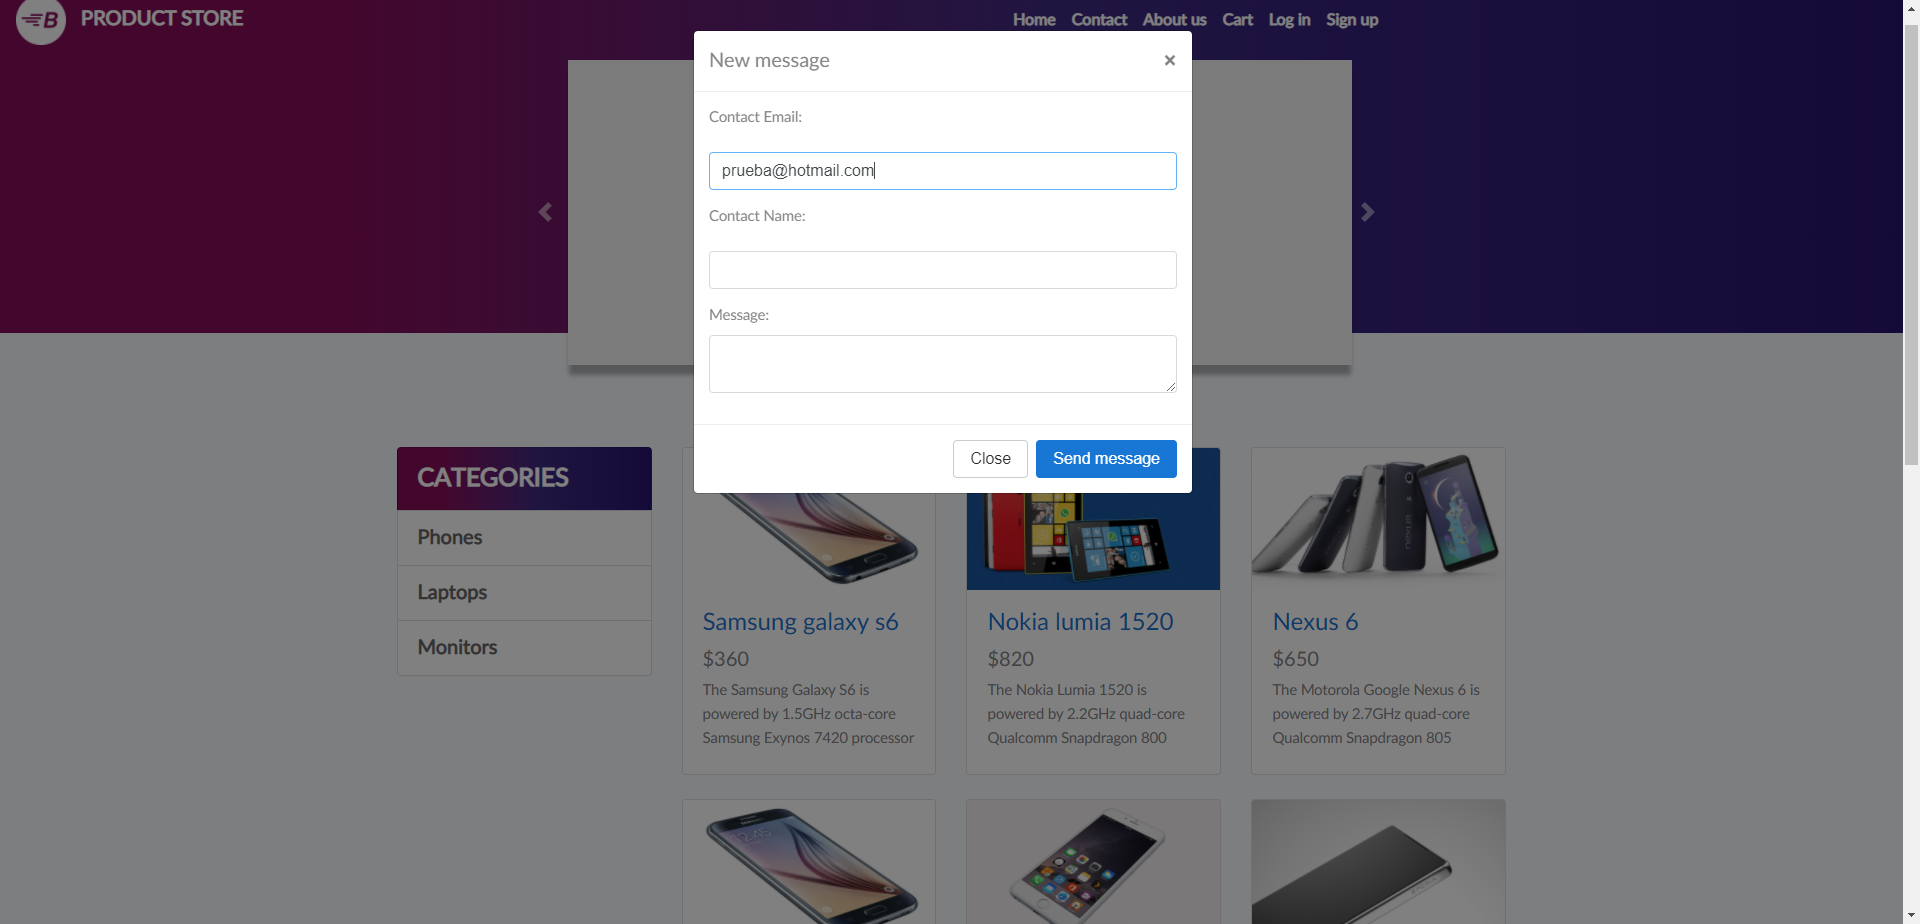 PRODUCT STORE
Home Contact About us Cart Log in Sign up
New message
×
Contact Email:
prueba@hotmail.com
Contact Name:
Message:
Close
Send message
CATEGORIES
Phones
Laptops
Monitors
Samsung galaxy s6
$360
The Samsung Galaxy S6 is
powered by 1.5GHz octa-core
Samsung Exynos 7420 processor
Nokia lumia 1520
$820
The Nokia Lumia 1520 is
powered by 2.2GHz quad-core
Qualcomm Snapdragon 800
Nexus 6
$650
The Motorola Google Nexus 6 is
powered by 2.7GHz quad-core
Qualcomm Snapdragon 805
12:45